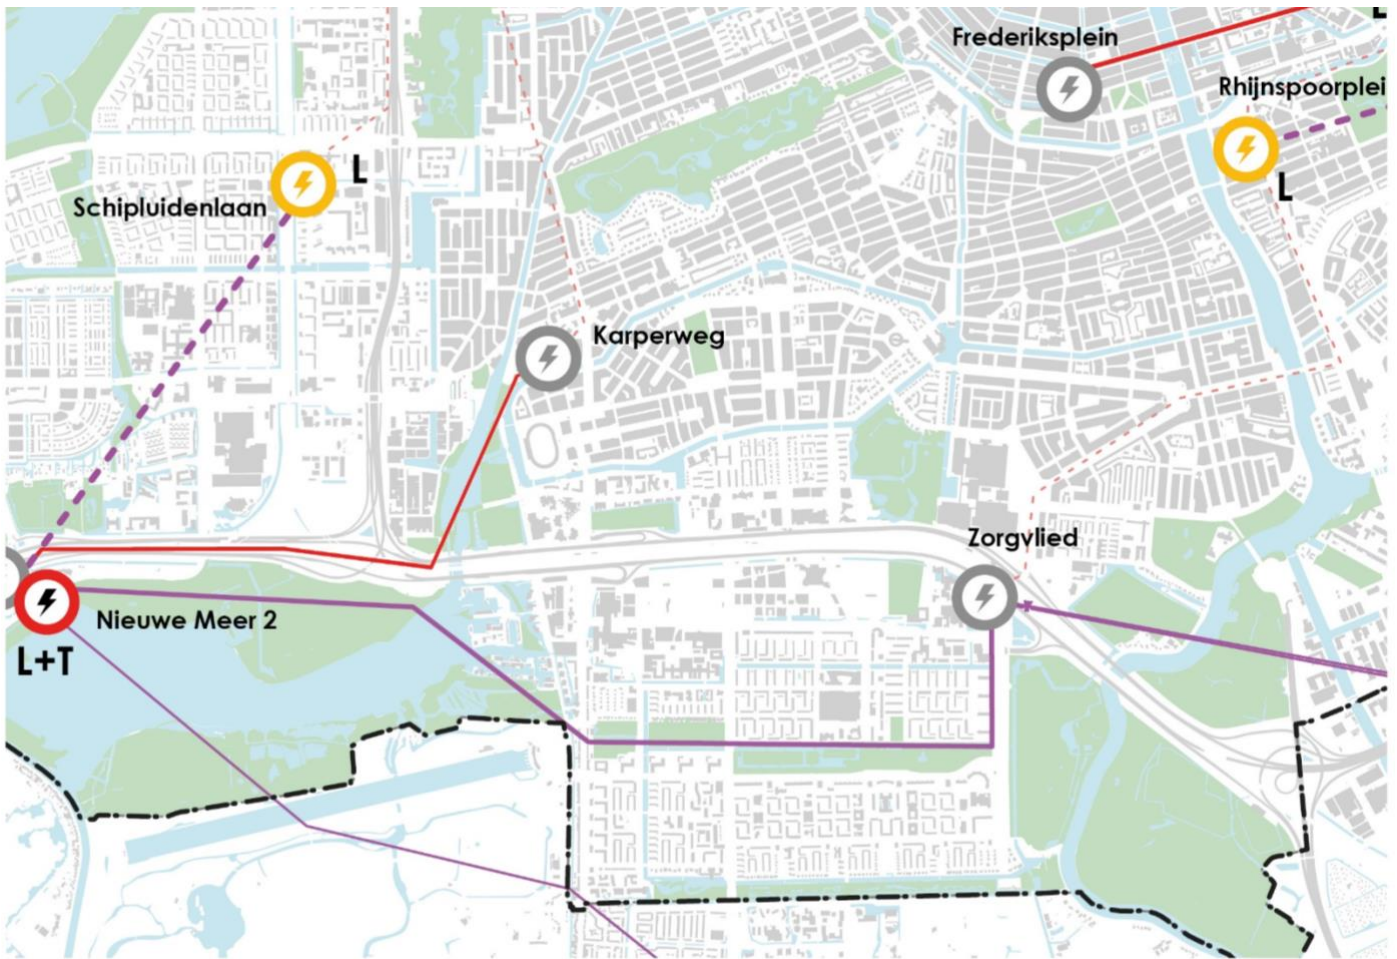 L
Frederiksplein
Rhijnspoorplei
L
L
Schipluidenlaan
Karperweg
Zorgvlied
Nieuwe Meer 2
L+T